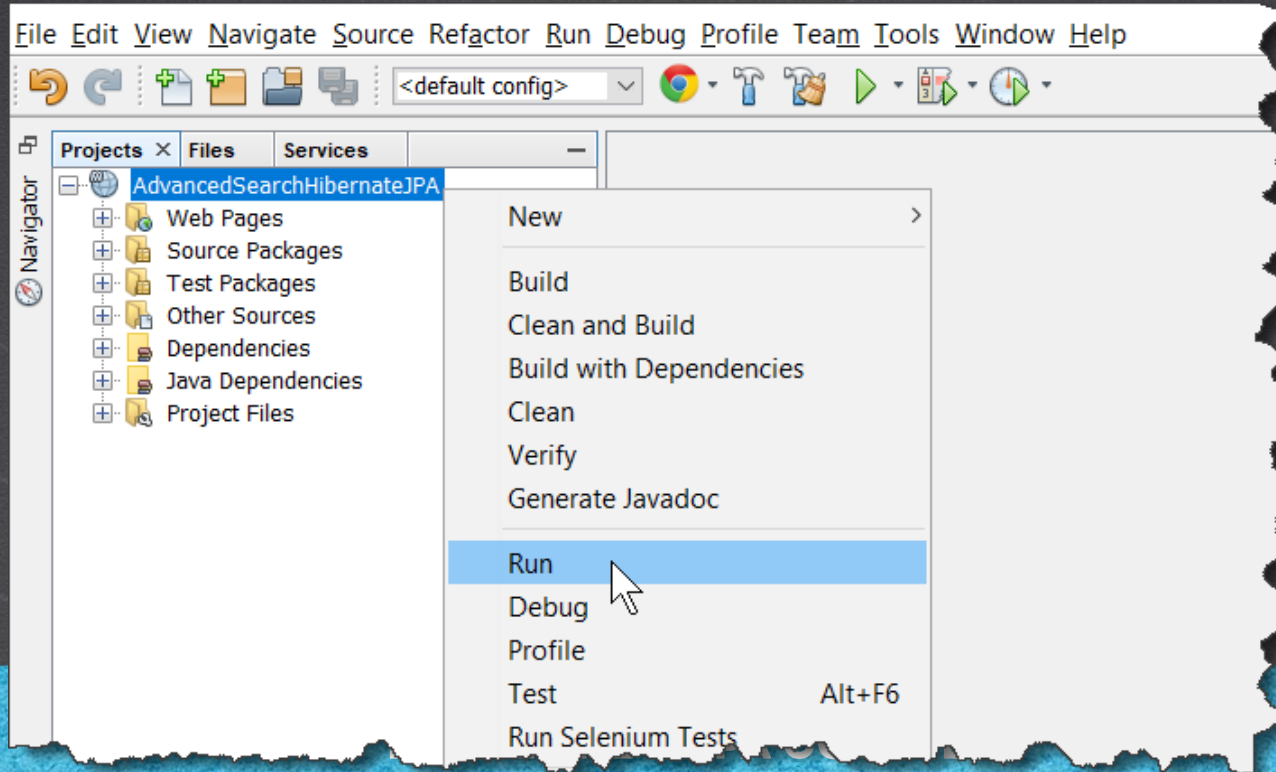 File Edit View Navigate Source Refactor Run Debug Profile Team Tools Window Help
<default config>
Projects Files Services
Navigator
AdvancedSearchHibernateJPA
Web Pages
Source Packages
Test Packages
Other Sources
Dependencies
Java Dependencies
Project Files
New
Build
Clean and Build
Build with Dependencies
Clean
Verify
Generate Javadoc
Run
Debug
Profile
Test Alt+F6
Run Selenium Tests